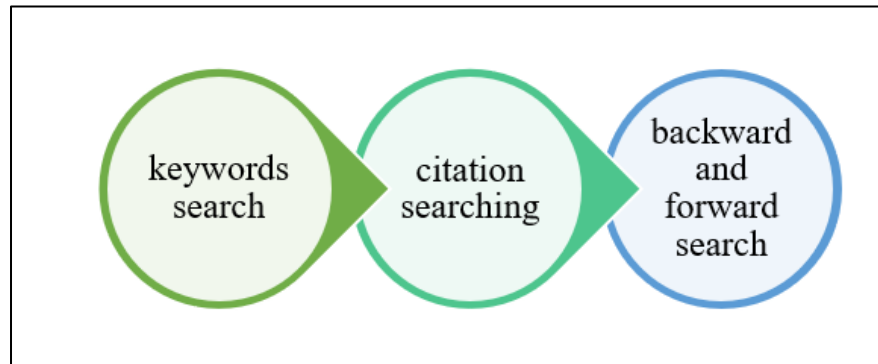 keywords
search
citation
searching
backward
and
forward
search